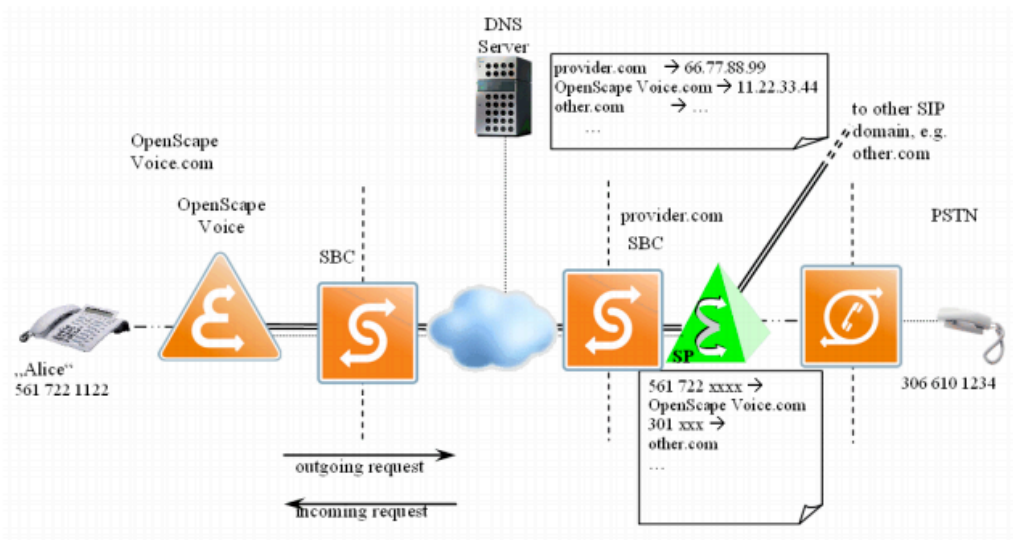 DNS
Server
provider.com → 66.77.88.99
OpenScape Voice.com → 11.22.33.44
other.com → ...
...
to other SIP
domain, e.g.
other.com
OpenScape
Voice.com
OpenScape
Voice
SBC
provider.com
SBC
PSTN
SP
„Alice“
561 722 1122
306 610 1234
561 722 xxxx →
OpenScape Voice.com
301 xxx →
other.com
...
outgoing request
incoming request